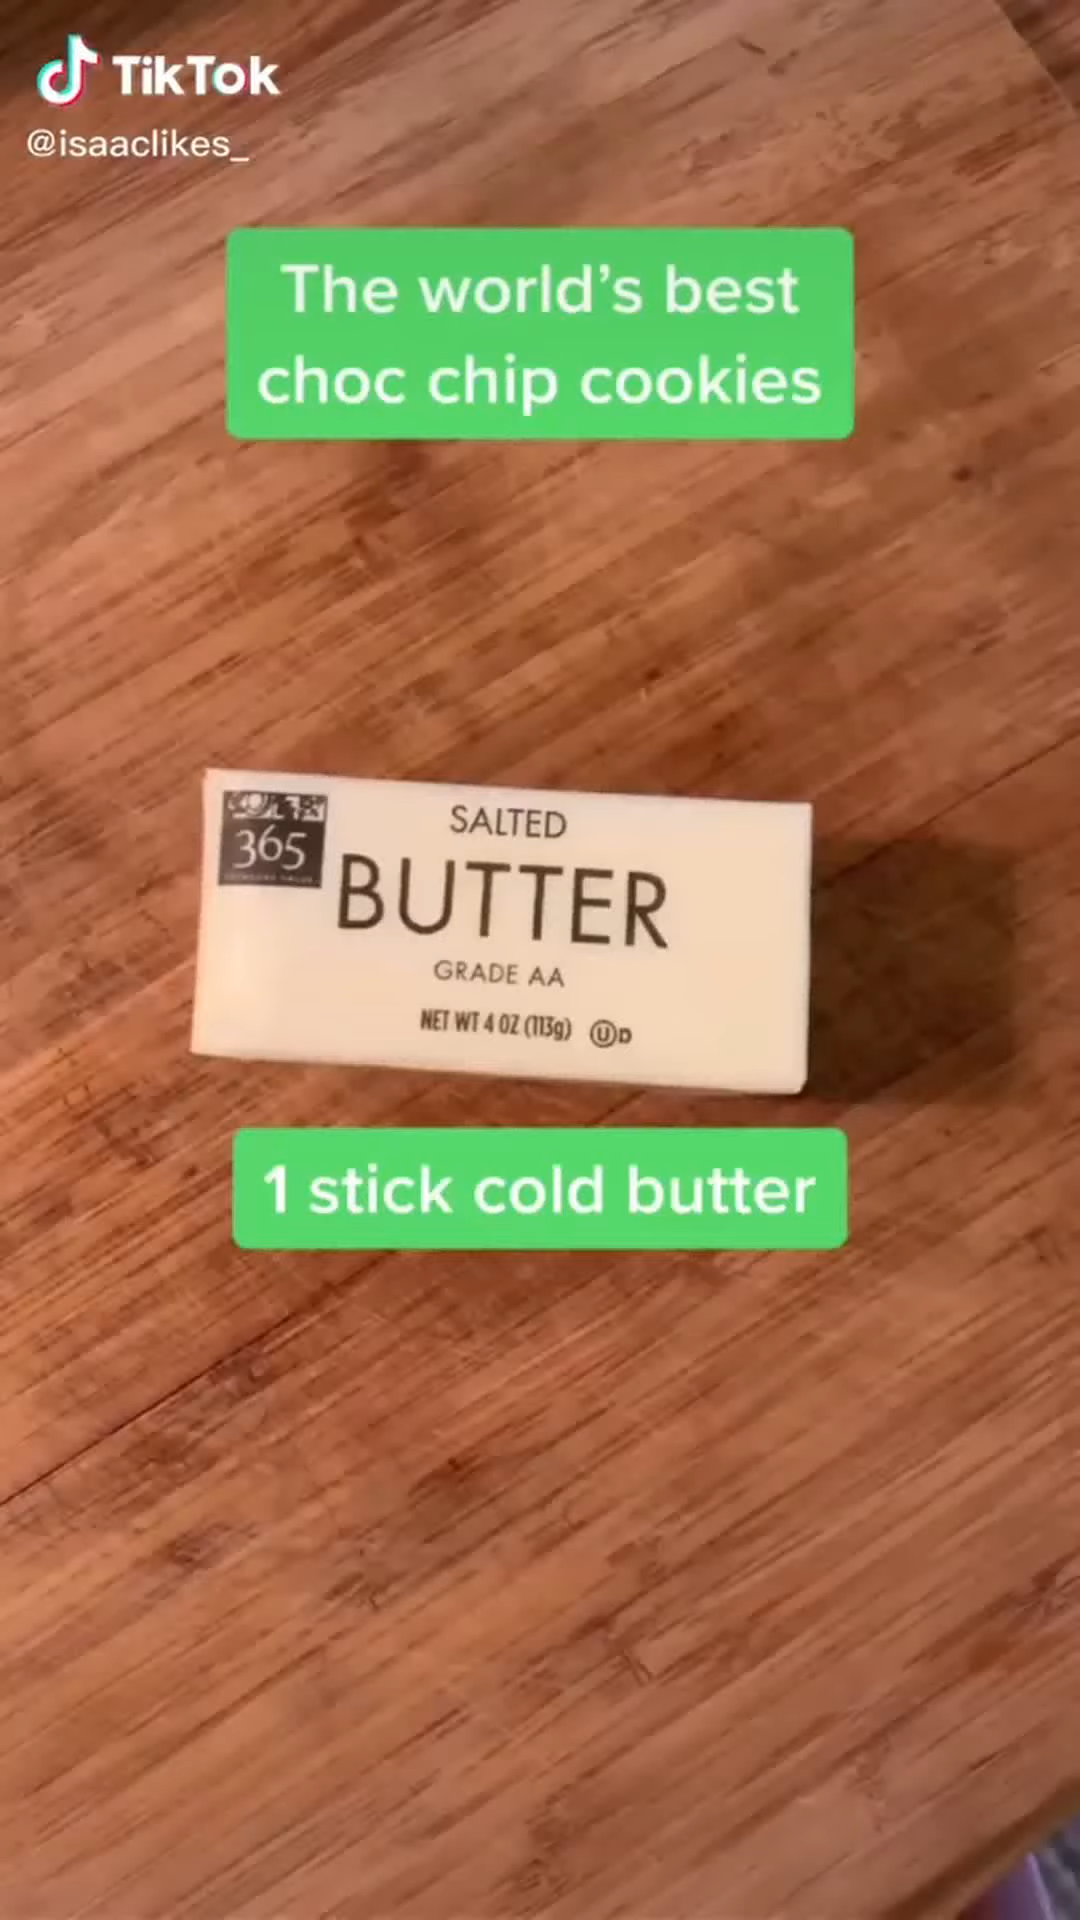 TikTok
@isaaclikes_
The world's best
choc chip cookies
365
SALTED
BUTTER
GRADE AA
NET WT 4 OZ (113g) U D
1 stick cold butter